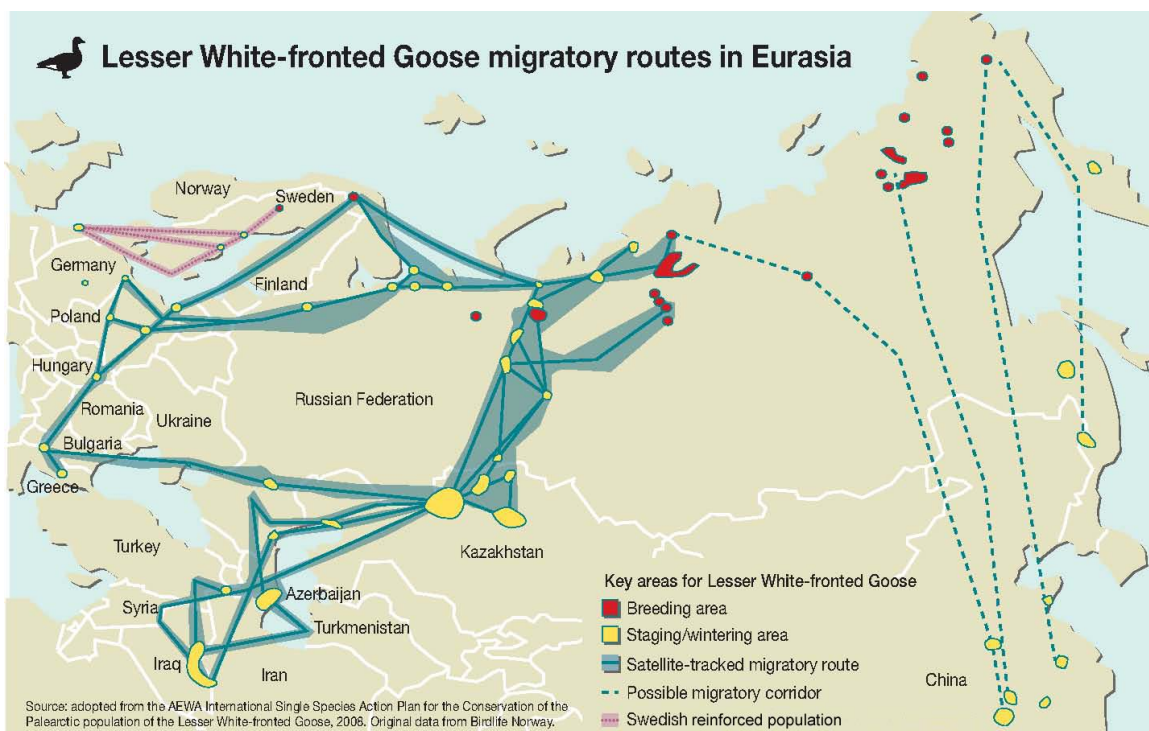 Lesser White-fronted Goose migratory routes in Eurasia
Norway
Sweden
Germany
Finland
Poland
Hungary
Romania
Russian Federation
Ukraine
Bulgaria
Greece
Turkey
Kazakhstan
Syria
Azerbaijan
Turkmenistan
Iraq
Iran
China
Key areas for Lesser White-fronted Goose
Breeding area
Staging/wintering area
Satellite-tracked migratory route
Possible migratory corridor
Swedish reinforced population
Source: adopted from the AEWA International Single Species Action Plan for the Conservation of the
Palearctic population of the Lesser White-fronted Goose, 2006. Original data from Birdlife Norway.